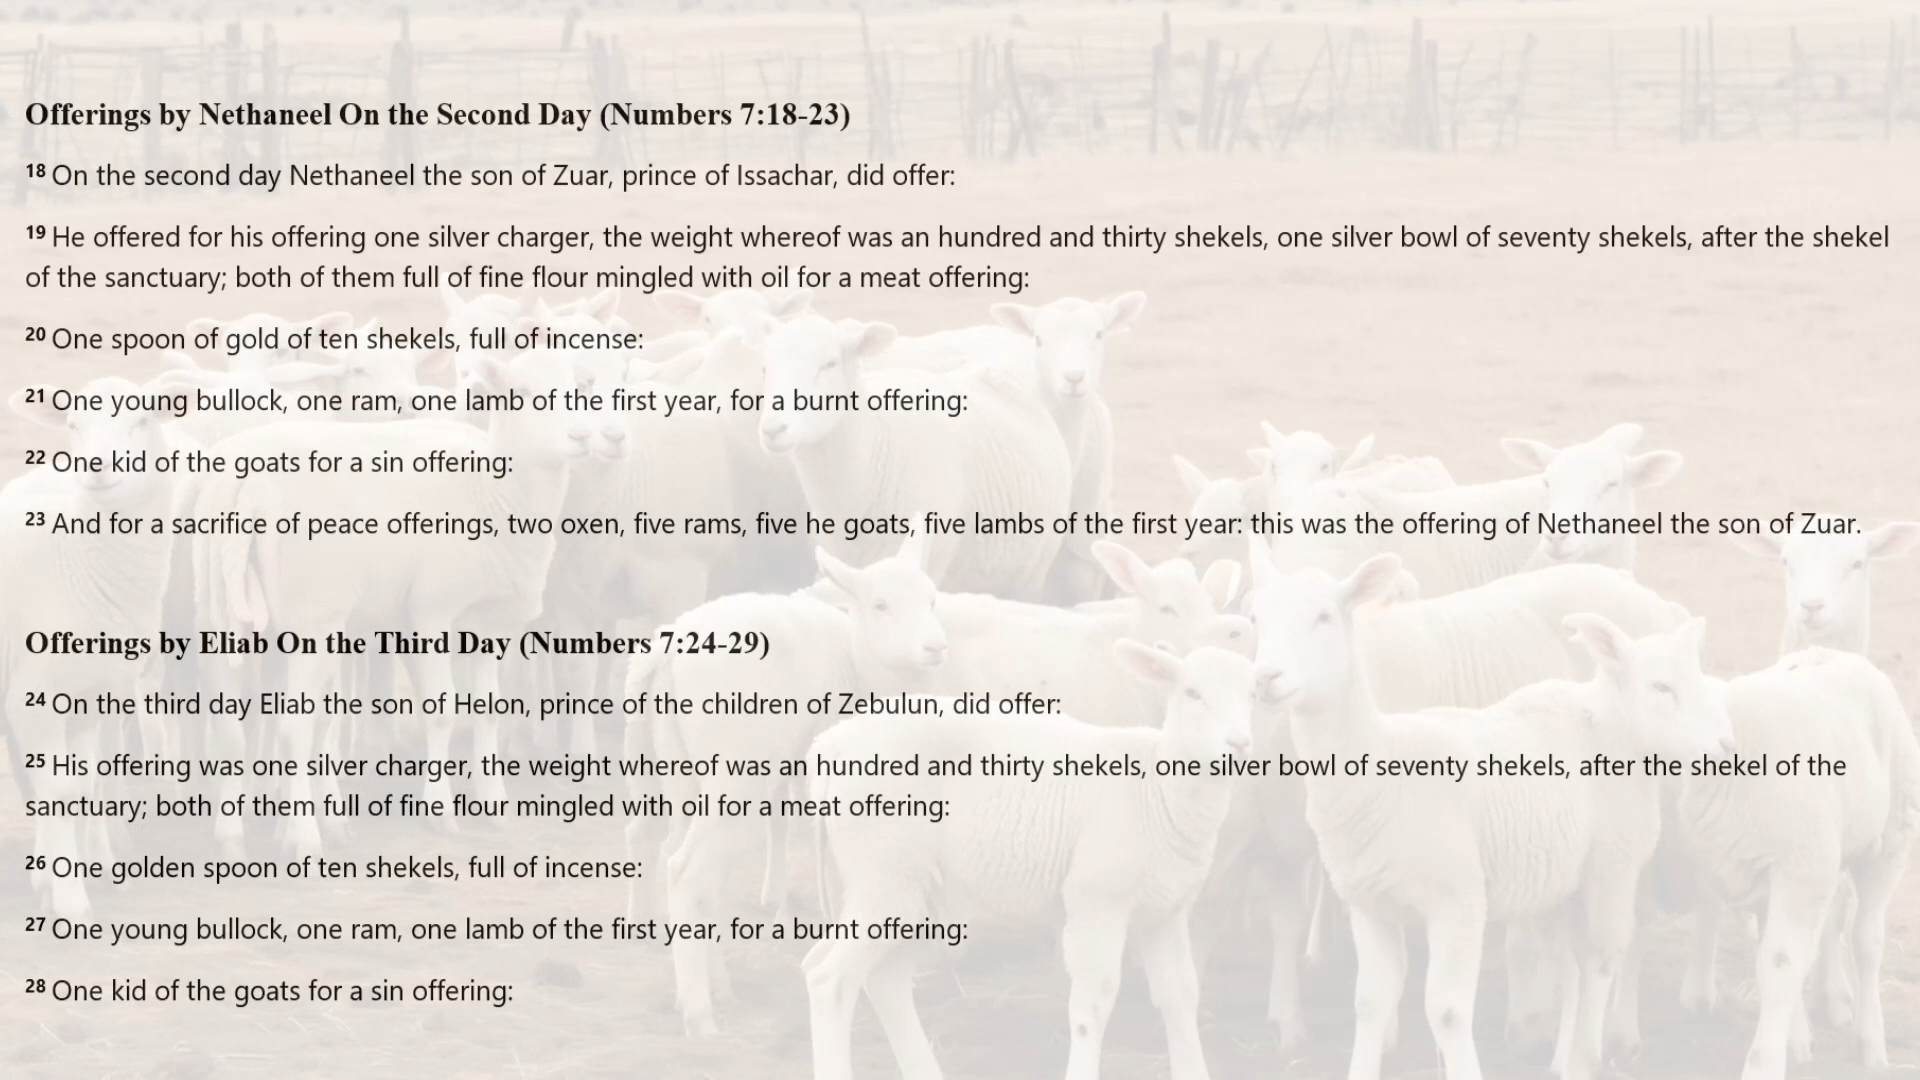 Offerings by Nethaneel On the Second Day (Numbers 7:18-23)
18 On the second day Nethaneel the son of Zuar, prince of Issachar, did offer:
19 He offered for his offering one silver charger, the weight whereof was an hundred and thirty shekels, one silver bowl of seventy shekels, after the shekel
of the sanctuary; both of them full of fine flour mingled with oil for a meat offering:
20 One spoon of gold of ten shekels, full of incense:
21 One young bullock, one ram, one lamb of the first year, for a burnt offering:
22 One kid of the goats for a sin offering:
23 And for a sacrifice of peace offerings, two oxen, five rams, five he goats, five lambs of the first year: this was the offering of Nethaneel the son of Zuar.
Offerings by Eliab On the Third Day (Numbers 7:24-29)
24 On the third day Eliab the son of Helon, prince of the children of Zebulun, did offer:
25 His offering was one silver charger, the weight whereof was an hundred and thirty shekels, one silver bowl of seventy shekels, after the shekel of the
sanctuary; both of them full of fine flour mingled with oil for a meat offering:
26 One golden spoon of ten shekels, full of incense:
27 One young bullock, one ram, one lamb of the first year, for a burnt offering:
28 One kid of the goats for a sin offering: